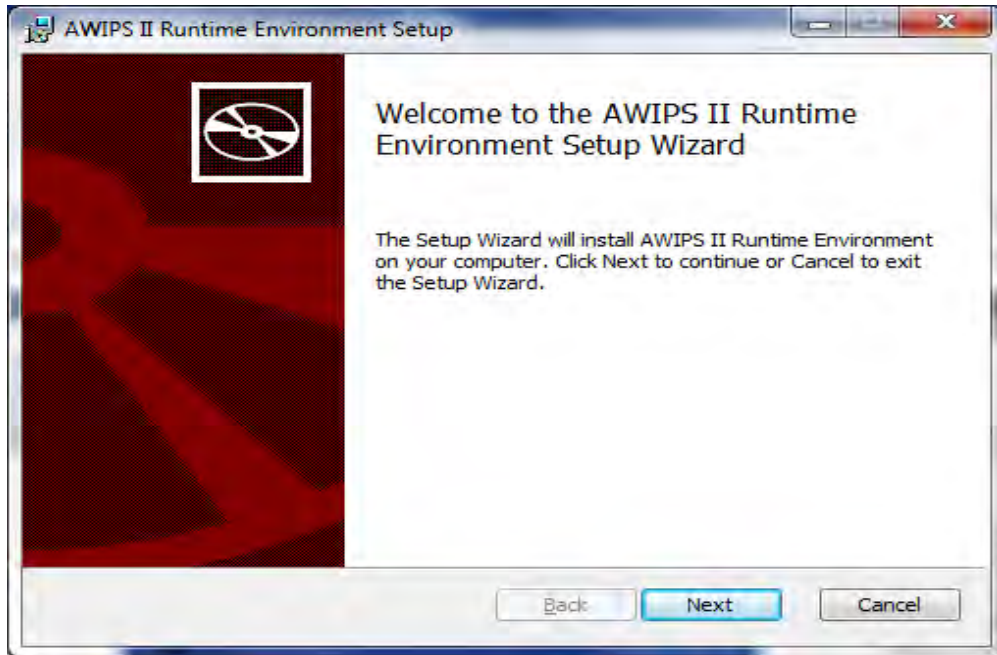 AWIPS II Runtime Environment Setup
Welcome to the AWIPS II Runtime
Environment Setup Wizard
The Setup Wizard will install AWIPS II Runtime Environment
on your computer. Click Next to continue or Cancel to exit
the Setup Wizard.
Back
Next
Cancel